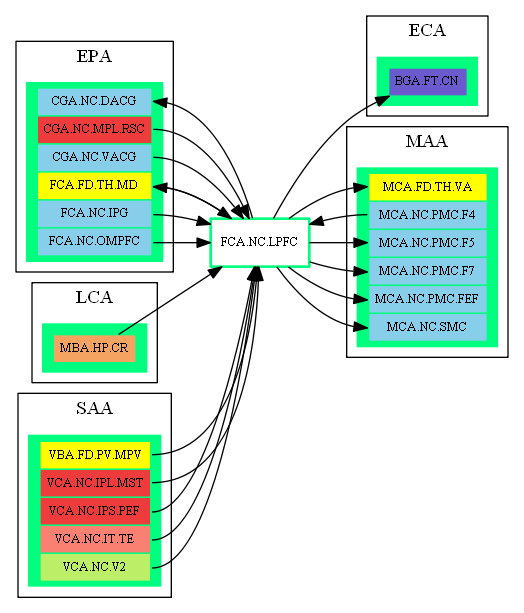 EPA
CGA.NC.DACG
CGA.NC.MPL.RSC
CGA.NC.VACG
FCA.FD.TH.MD
FCA.NC.IPG
FCA.NC.OMPFC
LCA
MBA.HP.CR
SAA
VBA.FD.PV.MPV
VCA.NC.IPL.MST
VCA.NC.IPS.PEF
VCA.NC.IT.TE
VCA.NC.V2
FCA.NC.LPFC
ECA
BGA.FT.CN
MAA
MCA.FD.TH.VA
MCA.NC.PMC.F4
MCA.NC.PMC.F5
MCA.NC.PMC.F7
MCA.NC.PMC.FEF
MCA.NC.SMC